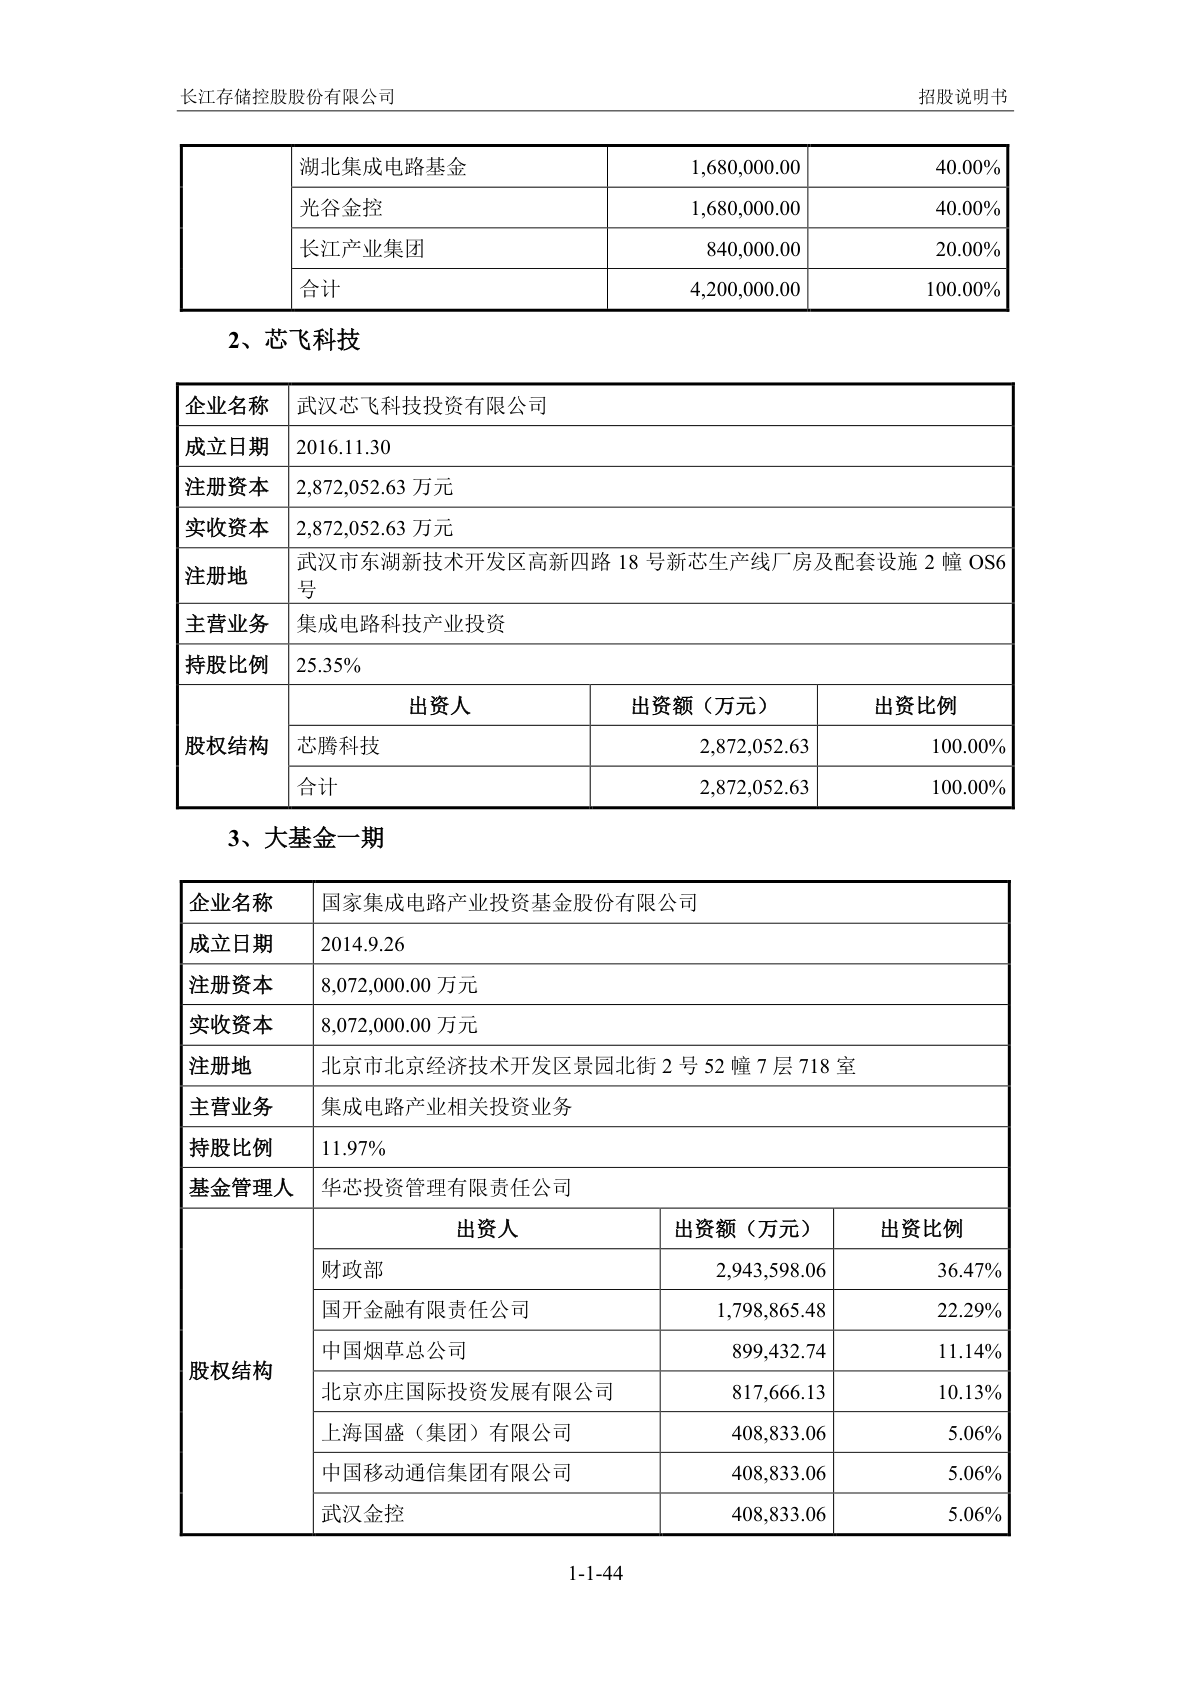 长江存储控股股份有限公司 招股说明书
湖北集成电路基金 1,680,000.00 40.00%
光谷金控 1,680,000.00 40.00%
长江产业集团 840,000.00 20.00%
合计 4,200,000.00 100.00%
2、芯飞科技
企业名称 武汉芯飞科技投资有限公司
成立日期 2016.11.30
注册资本 2,872,052.63 万元
实收资本 2,872,052.63 万元
注册地 武汉市东湖新技术开发区高新四路 18 号新芯生产线厂房及配套设施 2 幢 OS6
号
主营业务 集成电路科技产业投资
持股比例 25.35%
股权结构 出资人 出资额（万元） 出资比例
芯腾科技 2,872,052.63 100.00%
合计 2,872,052.63 100.00%
3、大基金一期
企业名称 国家集成电路产业投资基金股份有限公司
成立日期 2014.9.26
注册资本 8,072,000.00 万元
实收资本 8,072,000.00 万元
注册地 北京市北京经济技术开发区景园北街 2 号 52 幢 7 层 718 室
主营业务 集成电路产业相关投资业务
持股比例 11.97%
基金管理人 华芯投资管理有限责任公司
股权结构 出资人 出资额（万元） 出资比例
财政部 2,943,598.06 36.47%
国开金融有限责任公司 1,798,865.48 22.29%
中国烟草总公司 899,432.74 11.14%
北京亦庄国际投资发展有限公司 817,666.13 10.13%
上海国盛（集团）有限公司 408,833.06 5.06%
中国移动通信集团有限公司 408,833.06 5.06%
武汉金控 408,833.06 5.06%
1-1-44